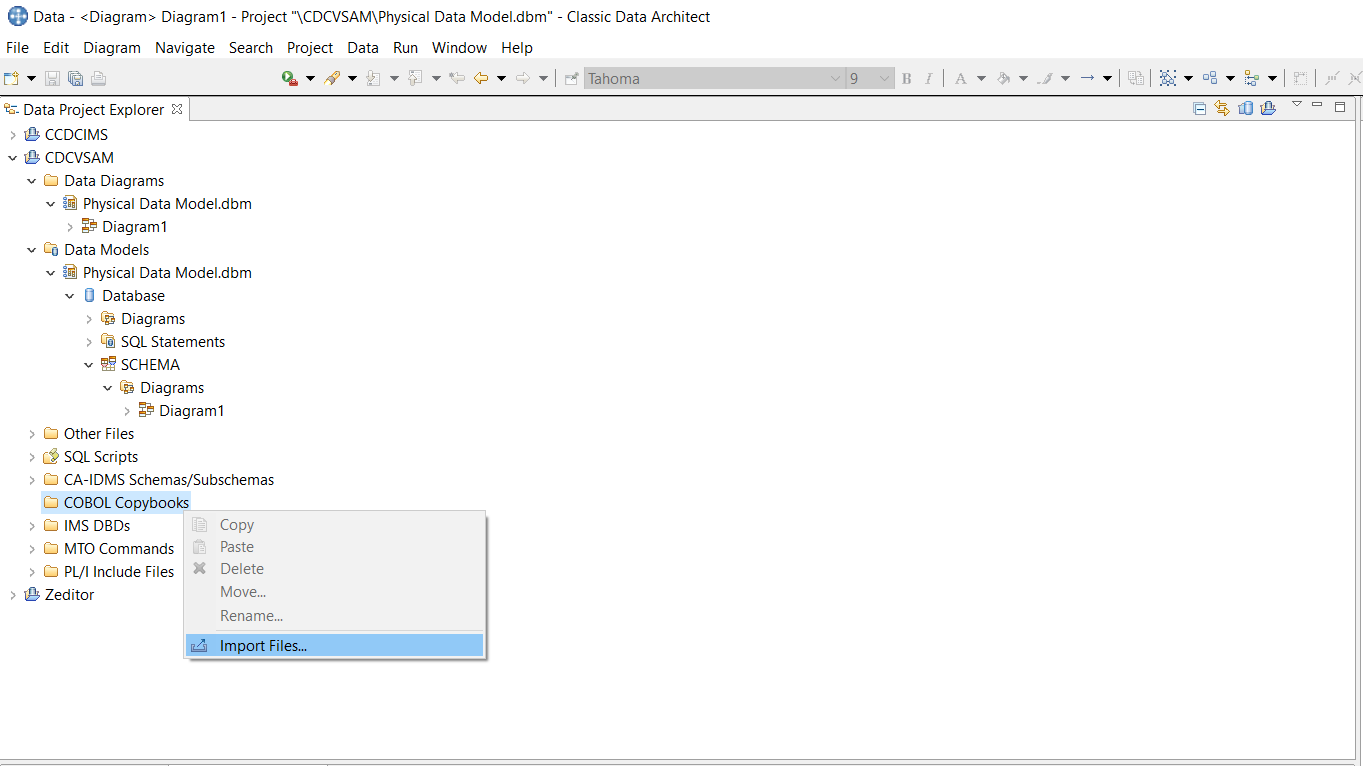 Data - <Diagram> Diagram1 - Project "\CDCVSAM\Physical Data Model.dbm" - Classic Data Architect
File Edit Diagram Navigate Search Project Data Run Window Help
Tahoma 9 B I A
Data Project Explorer
CCDCIMS
CDCVSAM
Data Diagrams
Physical Data Model.dbm
Diagram1
Data Models
Physical Data Model.dbm
Database
Diagrams
SQL Statements
SCHEMA
Diagrams
Diagram1
Other Files
SQL Scripts
CA-IDMS Schemas/Subschemas
COBOL Copybooks
IMS DBDs
MTO Commands
PL/I Include Files
Zeditor
Copy
Paste
Delete
Move...
Rename...
Import Files...